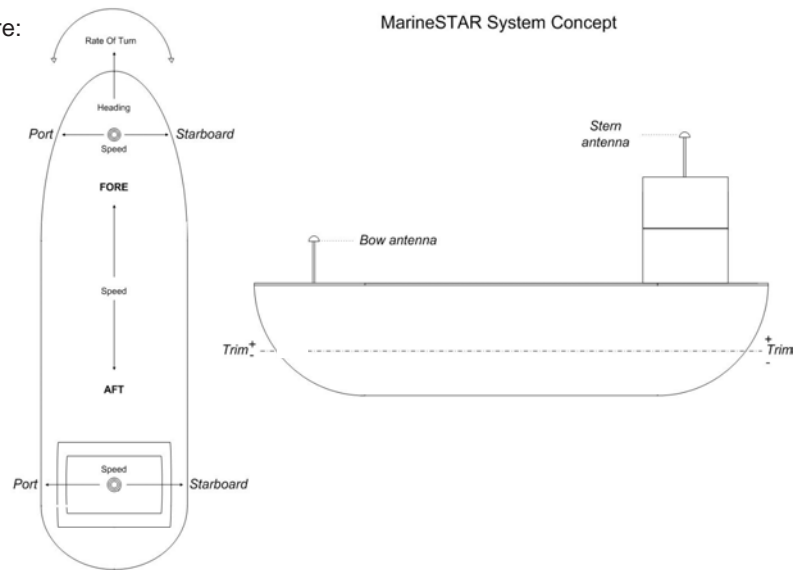 re:
MarineSTAR System Concept
Rate Of Turn
Heading
Port
Starboard
Speed
FORE
Speed
AFT
Speed
Port
Starboard
Stern
antenna
Bow antenna
Trim + -
+ Trim -